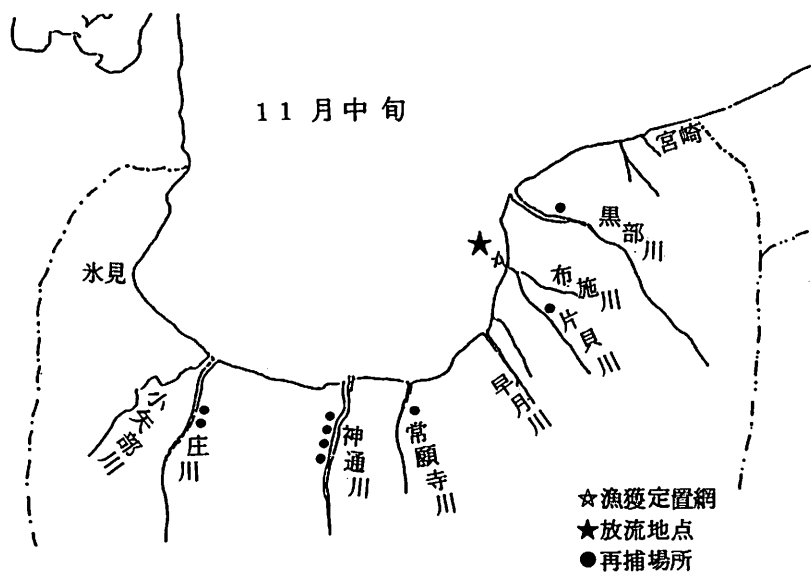 11月中旬
宮崎
黒部川
布施川
片貝川
早月川
氷見
小矢部川
庄川
神通川
常願寺川
☆漁獲定置網
★放流地点
●再捕場所